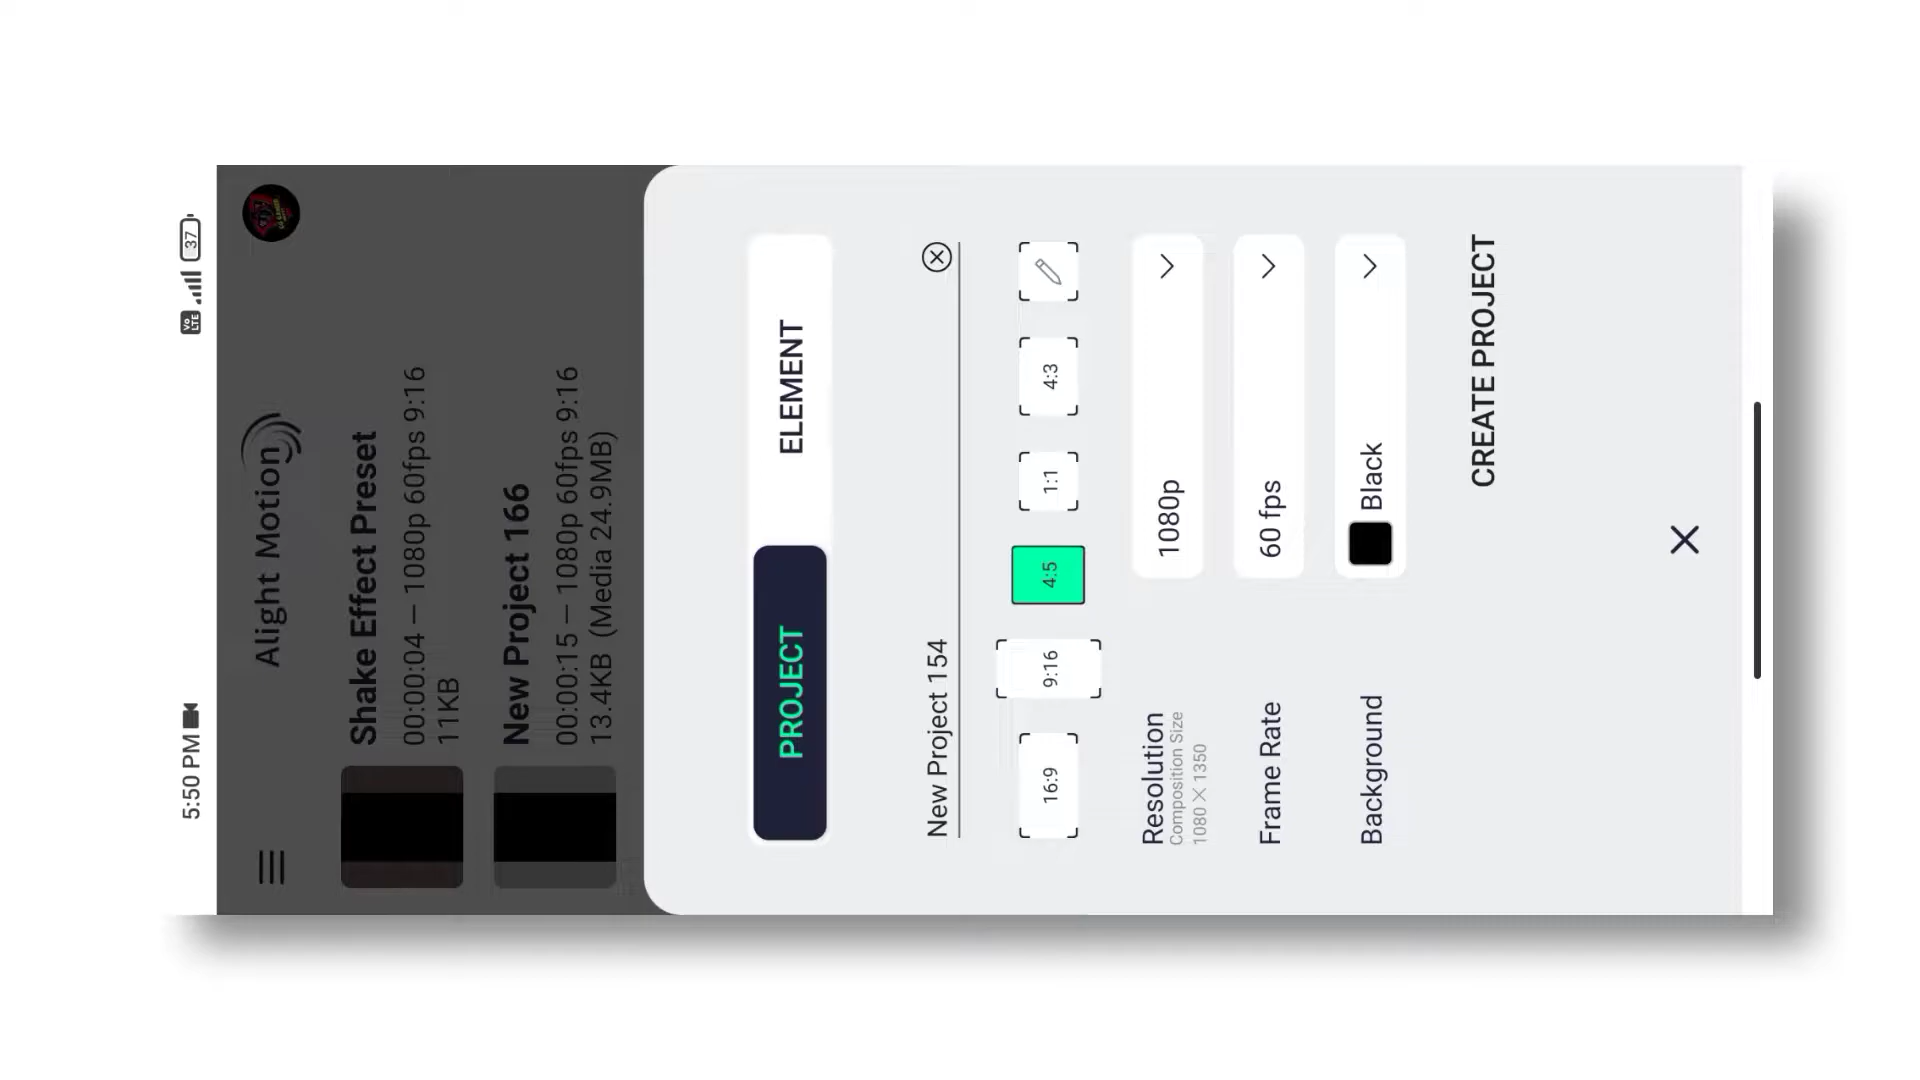 5:50 PM
Vo LTE
37
Alight Motion
Shake Effect Preset
00:00:04 — 1080p 60fps 9:16
11KB
New Project 166
00:00:15 — 1080p 60fps 9:16
13.4KB (Media 24.9MB)
PROJECT
ELEMENT
New Project 154
16:9
9:16
4:5
1:1
4:3
Resolution
Composition Size
1080 × 1350
1080p
Frame Rate
60 fps
Background
Black
CREATE PROJECT